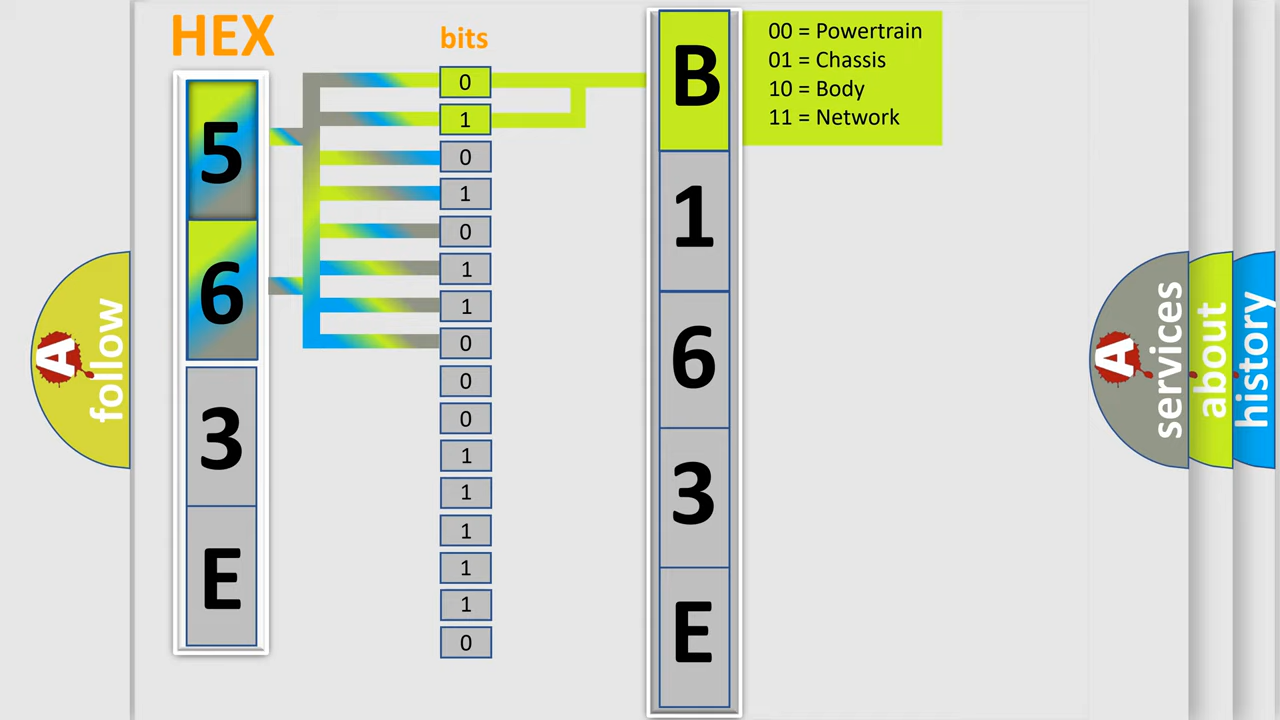 HEX
bits
5
6
3
E
0
1
0
1
0
1
1
0
0
0
1
1
1
1
1
0
B
1
6
3
E
00 = Powertrain
01 = Chassis
10 = Body
11 = Network
A
follow
A
services
about
history